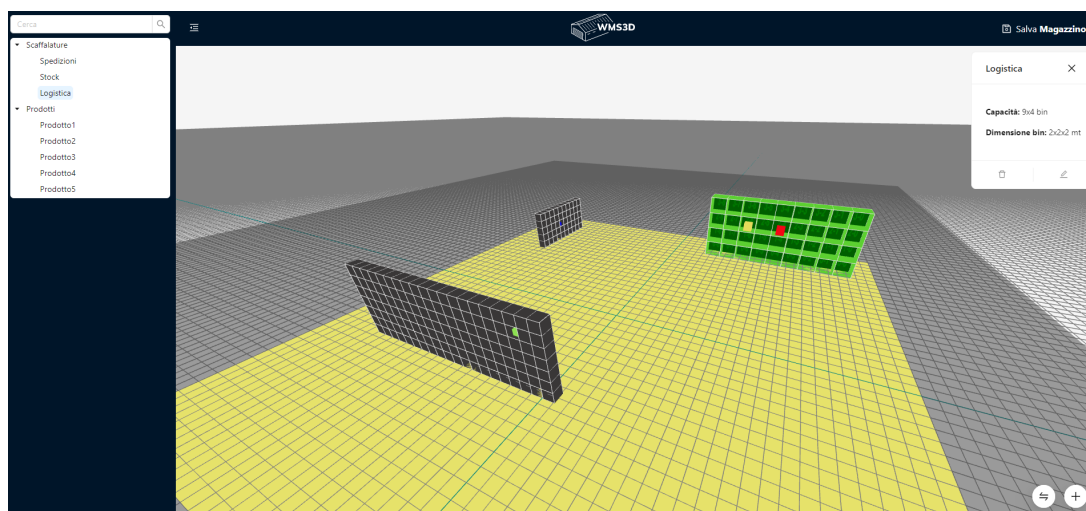 Cerca
WMS3D
Salva Magazzino
Scaffalature
Spedizioni
Stock
Logistica
Prodotti
Prodotto1
Prodotto2
Prodotto3
Prodotto4
Prodotto5
Logistica
Capacità: 9x4 bin
Dimensione bin: 2x2x2 mt